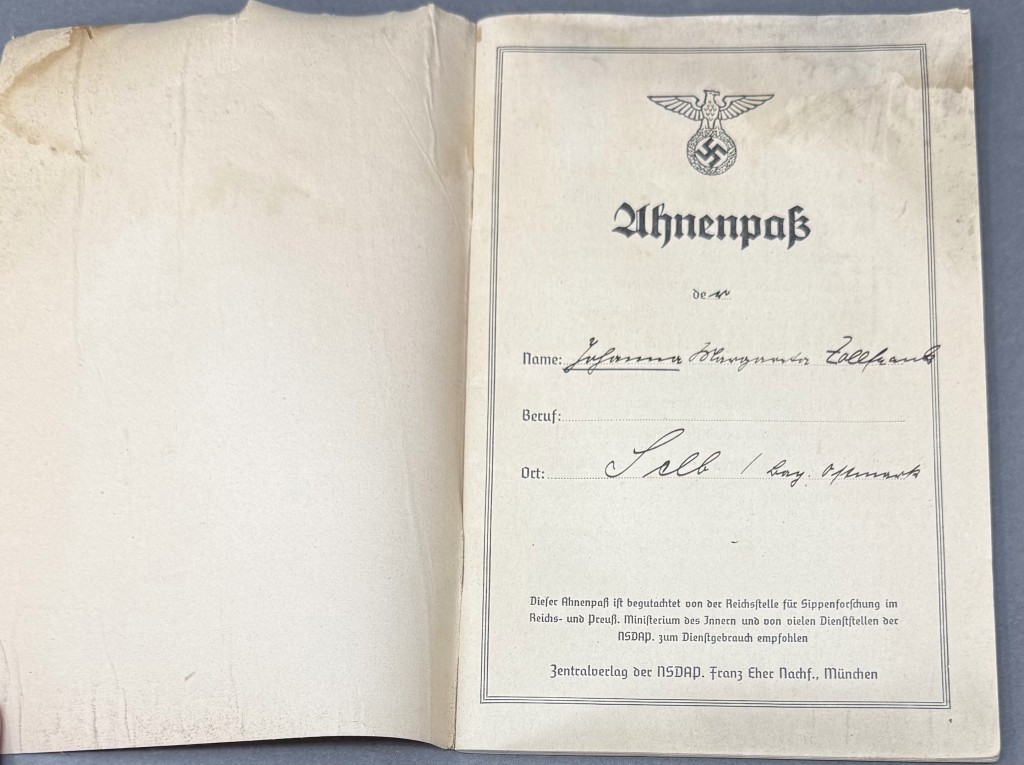 Ahnenpaß
der
Name: Johanna Margareta Zollfrank
Beruf:
Ort: Selb / bay. Ostmark
Dieser Ahnenpaß ist begutachtet von der Reichsstelle für Sippenforschung im
Reichs- und Preuß. Ministerium des Innern und von vielen Dienststellen der
NSDAP. zum Dienstgebrauch empfohlen
Zentralverlag der NSDAP. Franz Eher Nachf., München